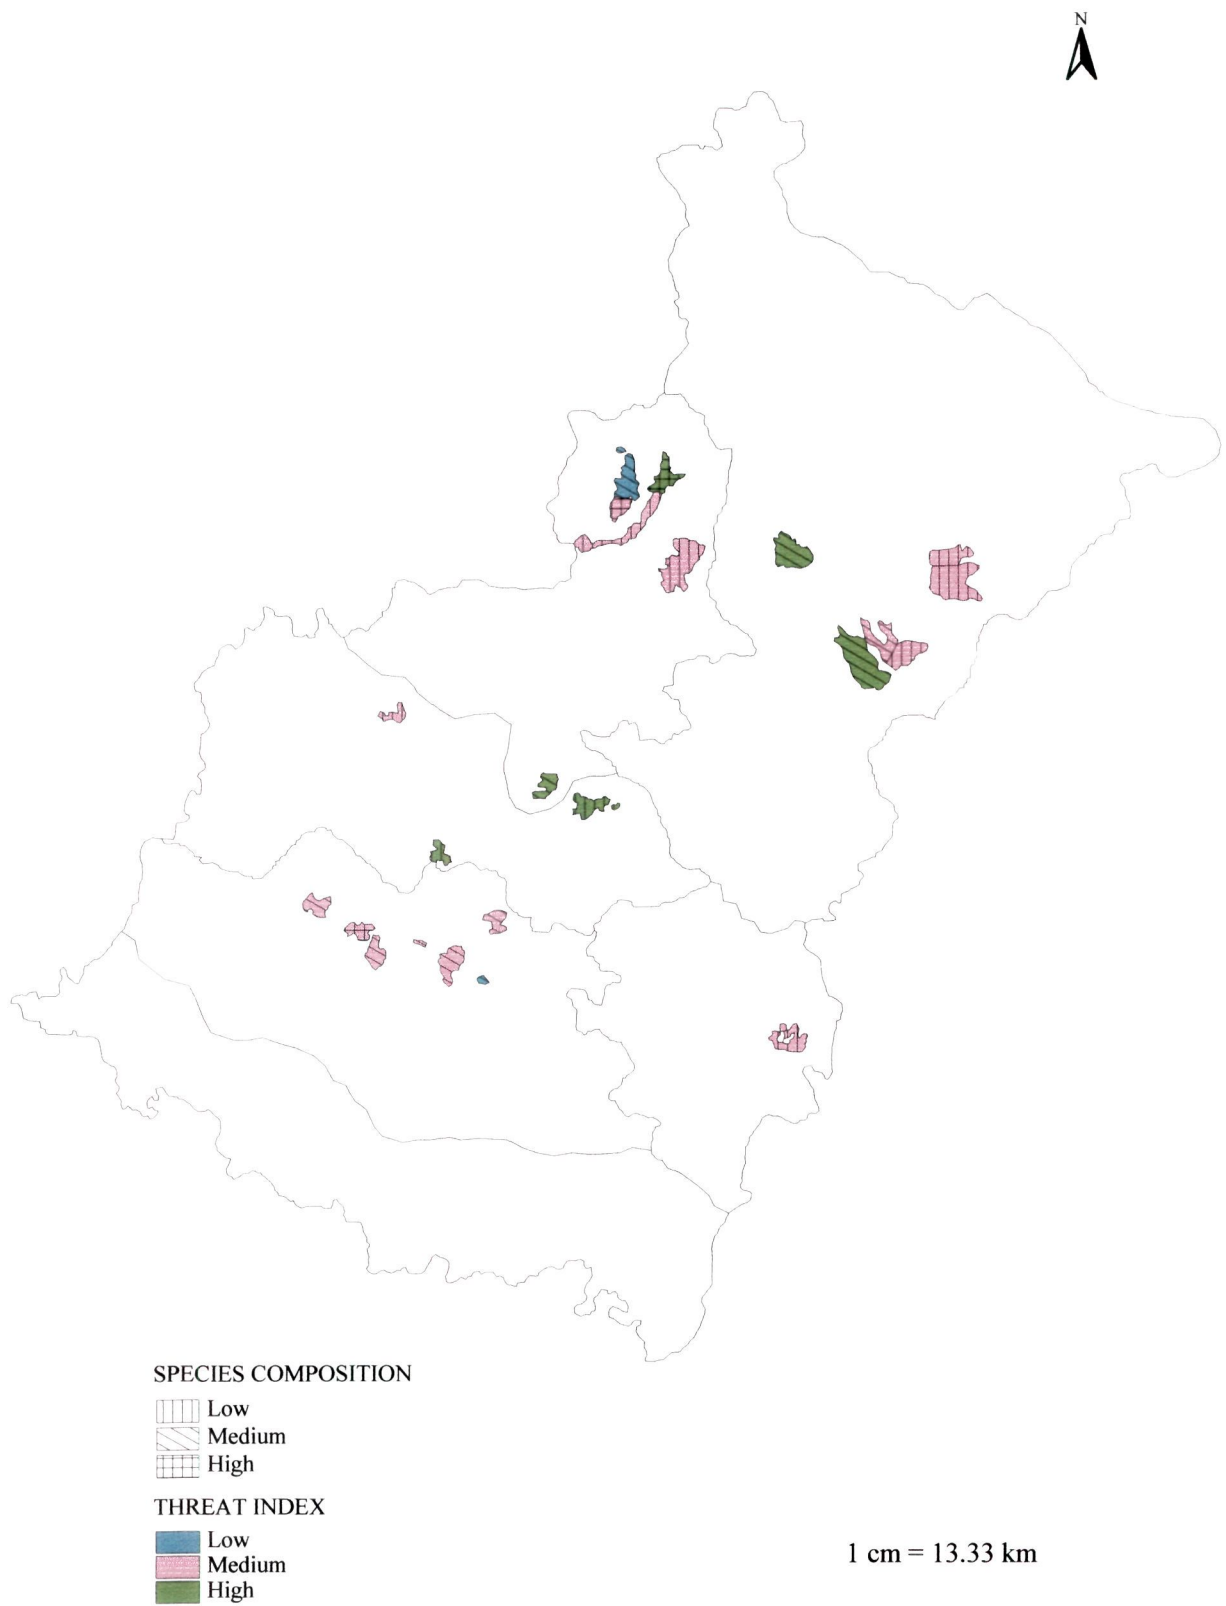 N
SPECIES COMPOSITION
Low
Medium
High
THREAT INDEX
Low
Medium
High
1 cm = 13.33 km